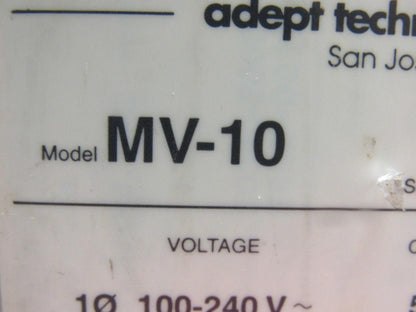 adept techn
San Jo
Model MV-10
S
VOLTAGE
1Ø 100-240 V ~